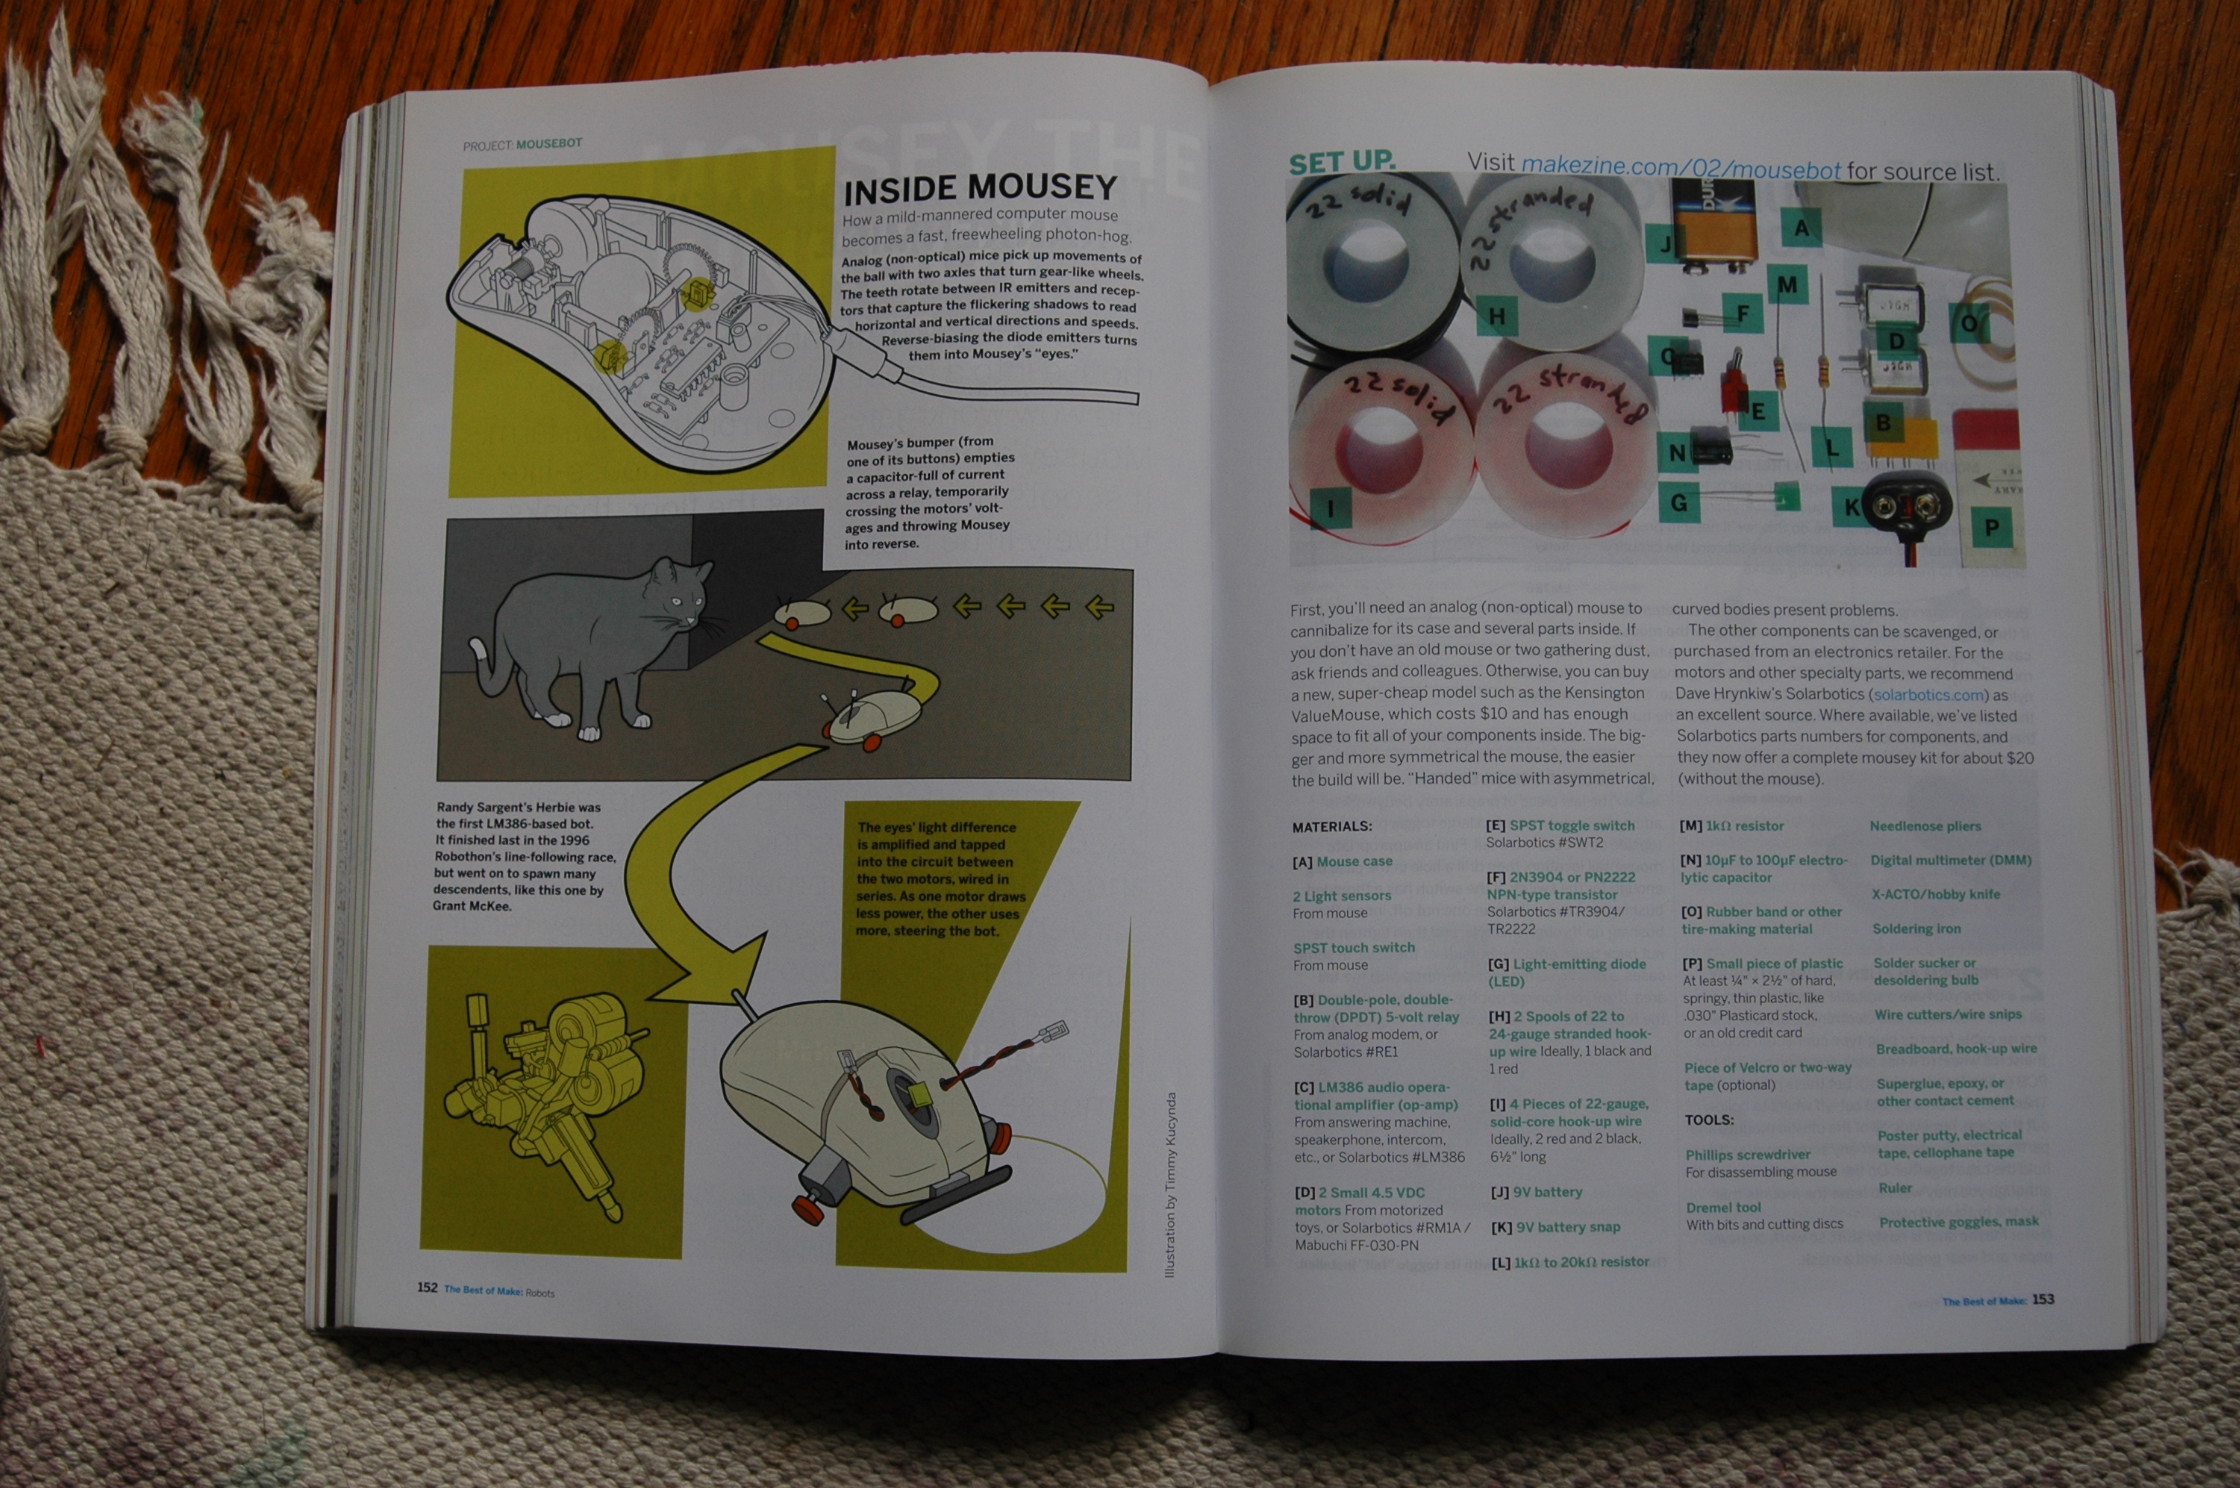 PROJECT: MOUSEBOT
INSIDE MOUSEY
How a mild-mannered computer mouse
becomes a fast, freewheeling photon-hog.
Analog (non-optical) mice pick up movements of
the ball with two axles that turn gear-like wheels.
The teeth rotate between IR emitters and recep-
tors that capture the flickering shadows to read
horizontal and vertical directions and speeds.
Reverse-biasing the diode emitters turns
them into Mousey's "eyes."
Mousey's bumper (from
one of its buttons) empties
a capacitor-full of current
across a relay, temporarily
crossing the motors' volt-
ages and throwing Mousey
into reverse.
Randy Sargent's Herbie was
the first LM386-based bot.
It finished last in the 1996
Robothon's line-following race,
but went on to spawn many
descendents, like this one by
Grant McKee.
The eyes' light difference
is amplified and tapped
into the circuit between
the two motors, wired in
series. As one motor draws
less power, the other uses
more, steering the bot.
Illustration by Timmy Kucynda
152 The Best of Make: Robots
SET UP.
Visit makezine.com/02/mousebot for source list.
22 solid
22 stranded
22 solid
22 stranded
DUR
A
B
C
D
E
F
G
H
I
J
K
L
M
N
O
P
First, you'll need an analog (non-optical) mouse to
cannibalize for its case and several parts inside. If
you don't have an old mouse or two gathering dust,
ask friends and colleagues. Otherwise, you can buy
a new, super-cheap model such as the Kensington
ValueMouse, which costs $10 and has enough
space to fit all of your components inside. The big-
ger and more symmetrical the mouse, the easier
the build will be. "Handed" mice with asymmetrical,
curved bodies present problems.
The other components can be scavenged, or
purchased from an electronics retailer. For the
motors and other specialty parts, we recommend
Dave Hrynkiw's Solarbotics (solarbotics.com) as
an excellent source. Where available, we've listed
Solarbotics parts numbers for components, and
they now offer a complete mousey kit for about $20
(without the mouse).
MATERIALS:
[A] Mouse case
2 Light sensors
From mouse
SPST touch switch
From mouse
[B] Double-pole, double-
throw (DPDT) 5-volt relay
From analog modem, or
Solarbotics #RE1
[C] LM386 audio opera-
tional amplifier (op-amp)
From answering machine,
speakerphone, intercom,
etc., or Solarbotics #LM386
[D] 2 Small 4.5 VDC
motors From motorized
toys, or Solarbotics #RM1A /
Mabuchi FF-030-PN
[E] SPST toggle switch
Solarbotics #SWT2
[F] 2N3904 or PN2222
NPN-type transistor
Solarbotics #TR3904/
TR2222
[G] Light-emitting diode
(LED)
[H] 2 Spools of 22 to
24-gauge stranded hook-
up wire Ideally, 1 black and
1 red
[I] 4 Pieces of 22-gauge,
solid-core hook-up wire
Ideally, 2 red and 2 black,
6½" long
[J] 9V battery
[K] 9V battery snap
[L] 1kΩ to 20kΩ resistor
[M] 1kΩ resistor
[N] 10µF to 100µF electro-
lytic capacitor
[O] Rubber band or other
tire-making material
[P] Small piece of plastic
At least ¼" × 2½" of hard,
springy, thin plastic, like
.030" Plasticard stock,
or an old credit card
Piece of Velcro or two-way
tape (optional)
TOOLS:
Phillips screwdriver
For disassembling mouse
Dremel tool
With bits and cutting discs
Needlenose pliers
Digital multimeter (DMM)
X-ACTO/hobby knife
Soldering iron
Solder sucker or
desoldering bulb
Wire cutters/wire snips
Breadboard, hook-up wire
Superglue, epoxy, or
other contact cement
Poster putty, electrical
tape, cellophane tape
Ruler
Protective goggles, mask
The Best of Make: 153